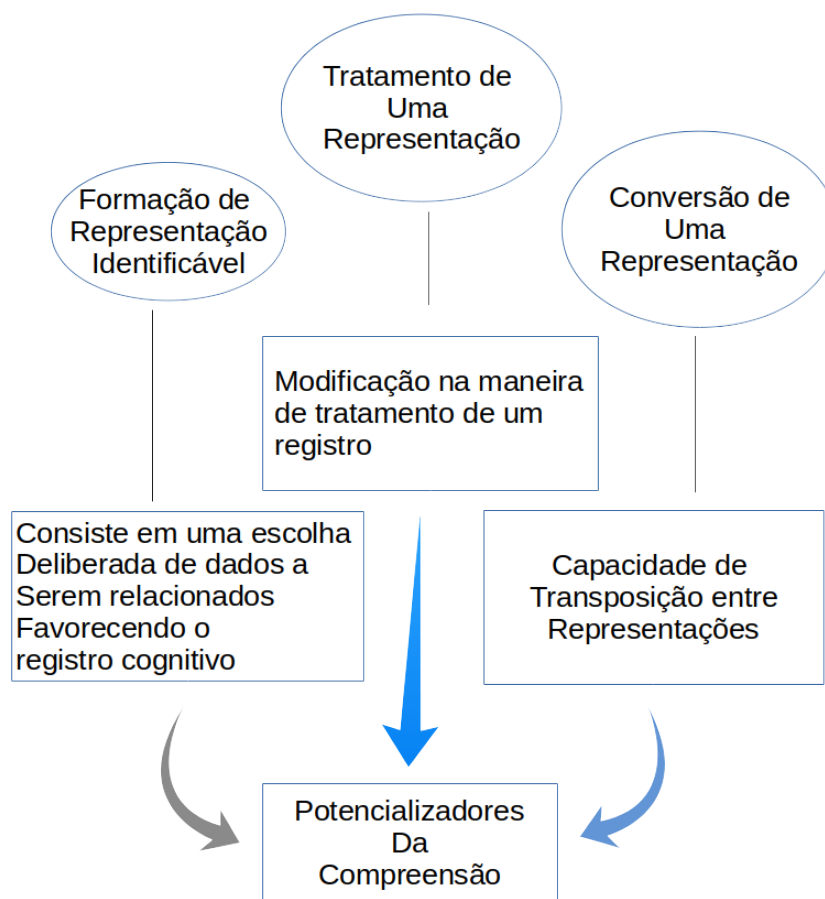 Tratamento de
Uma
Representação
Formação de
Representação
Identificável
Conversão de
Uma
Representação
Modificação na maneira
de tratamento de um
registro
Consiste em uma escolha
Deliberada de dados a
Serem relacionados
Favorecendo o
registro cognitivo
Capacidade de
Transposição entre
Representações
Potencializadores
Da
Compreensão